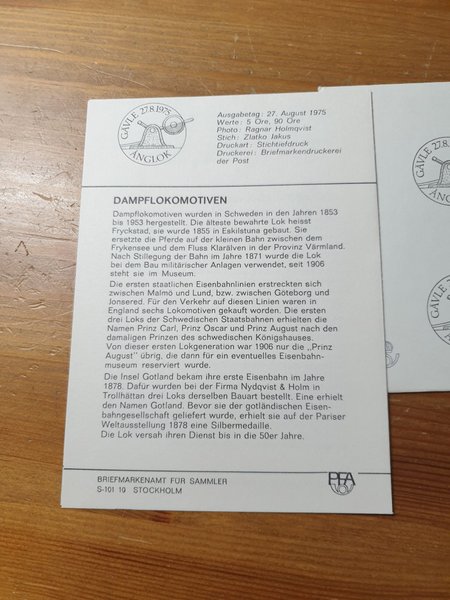 GÄVLE 27.8.1975
ÅNGLOK
Ausgabetag: 27. August 1975
Werte: 5 Öre, 90 Öre
Photo: Ragnar Holmqvist
Stich: Zlatko Jakus
Druckart: Stichtiefdruck
Druckerei: Briefmarkendruckerei
der Post
DAMPFLOKOMOTIVEN
Dampflokomotiven wurden in Schweden in den Jahren 1853
bis 1953 hergestellt. Die älteste bewahrte Lok heisst
Fryckstad, sie wurde 1855 in Eskilstuna gebaut. Sie
ersetzte die Pferde auf der kleinen Bahn zwischen dem
Frykensee und dem Fluss Klarälven in der Provinz Värmland.
Nach Stillegung der Bahn im Jahre 1871 wurde die Lok
bei dem Bau militärischer Anlagen verwendet, seit 1906
steht sie im Museum.
Die ersten staatlichen Eisenbahnlinien erstreckten sich
zwischen Malmö und Lund, bzw. zwischen Göteborg und
Jonsered. Für den Verkehr auf diesen Linien waren in
England sechs Lokomotiven gekauft worden. Die ersten
drei Loks der Schwedischen Staatsbahnen erhielten die
Namen Prinz Carl, Prinz Oscar und Prinz August nach den
damaligen Prinzen des schwedischen Königshauses.
Von dieser ersten Lokgeneration war 1906 nur die „Prinz
August" übrig, die dann für ein eventuelles Eisenbahn-
museum reserviert wurde.
Die Insel Gotland bekam ihre erste Eisenbahn im Jahre
1878. Dafür wurden bei der Firma Nydqvist & Holm in
Trollhättan drei Loks derselben Bauart bestellt. Eine erhielt
den Namen Gotland. Bevor sie der gotländischen Eisen-
bahngesellschaft geliefert wurde, erhielt sie auf der Pariser
Weltausstellung 1878 eine Silbermedaille.
Die Lok versah ihren Dienst bis in die 50er Jahre.
BRIEFMARKENAMT FÜR SAMMLER
S-101 10 STOCKHOLM
PFA
GÄVLE 27.8
ÅNGL
GÄVLE 2